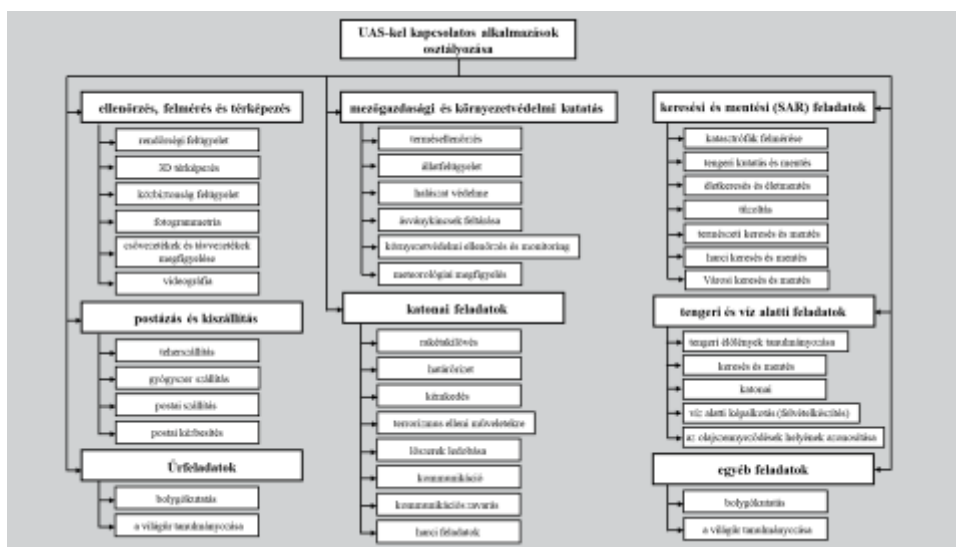 UAS-kel kapcsolatos alkalmazások
osztályozása
ellenőrzés, felmérés és térképezés
rendőrségi felügyelet
3D térképezés
közbiztonság felügyelet
fotogrammetria
csővezetékek és távvezetékek
megfigyelése
videográfia
postázás és kiszállítás
teherszállítás
gyógyszer szállítás
postai szállítás
postai kézbesítés
Űrfeladatok
bolygókutatás
a világűr tanulmányozása
mezőgazdasági és környezetvédelmi kutatás
termésellenőrzés
állatfelügyelet
halászat védelme
ásványkincsek feltárása
környezetvédelmi ellenőrzés és monitoring
meteorológiai megfigyelés
katonai feladatok
rakétakilövés
határőrizet
kémkedés
terrorizmus elleni műveletekre
lőszerek ledobása
kommunikáció
kommunikációs zavarás
harci feladatok
keresési és mentési (SAR) feladatok
katasztrófák felmérése
tengeri kutatás és mentés
életkeresés és életmentés
tűzoltás
természeti keresés és mentés
harci keresés és mentés
Városi keresés és mentés
tengeri és víz alatti feladatok
tengeri élőlények tanulmányozása
keresés és mentés
katonai
víz alatti képalkotás (felvételkészítés)
az olajszennyeződések helyének azonosítása
egyéb feladatok
bolygókutatás
a világűr tanulmányozása